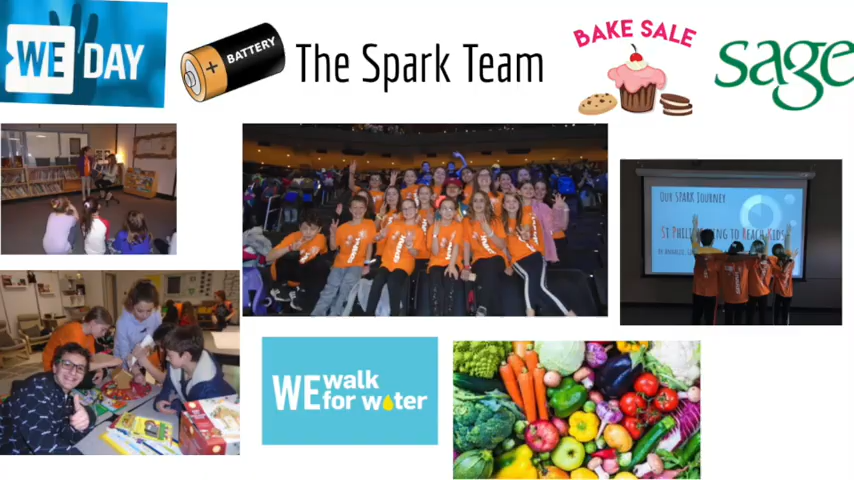 WE DAY
BATTERY
The Spark Team
BAKE SALE
sage
Our SPARK Journey
WE walk
for water